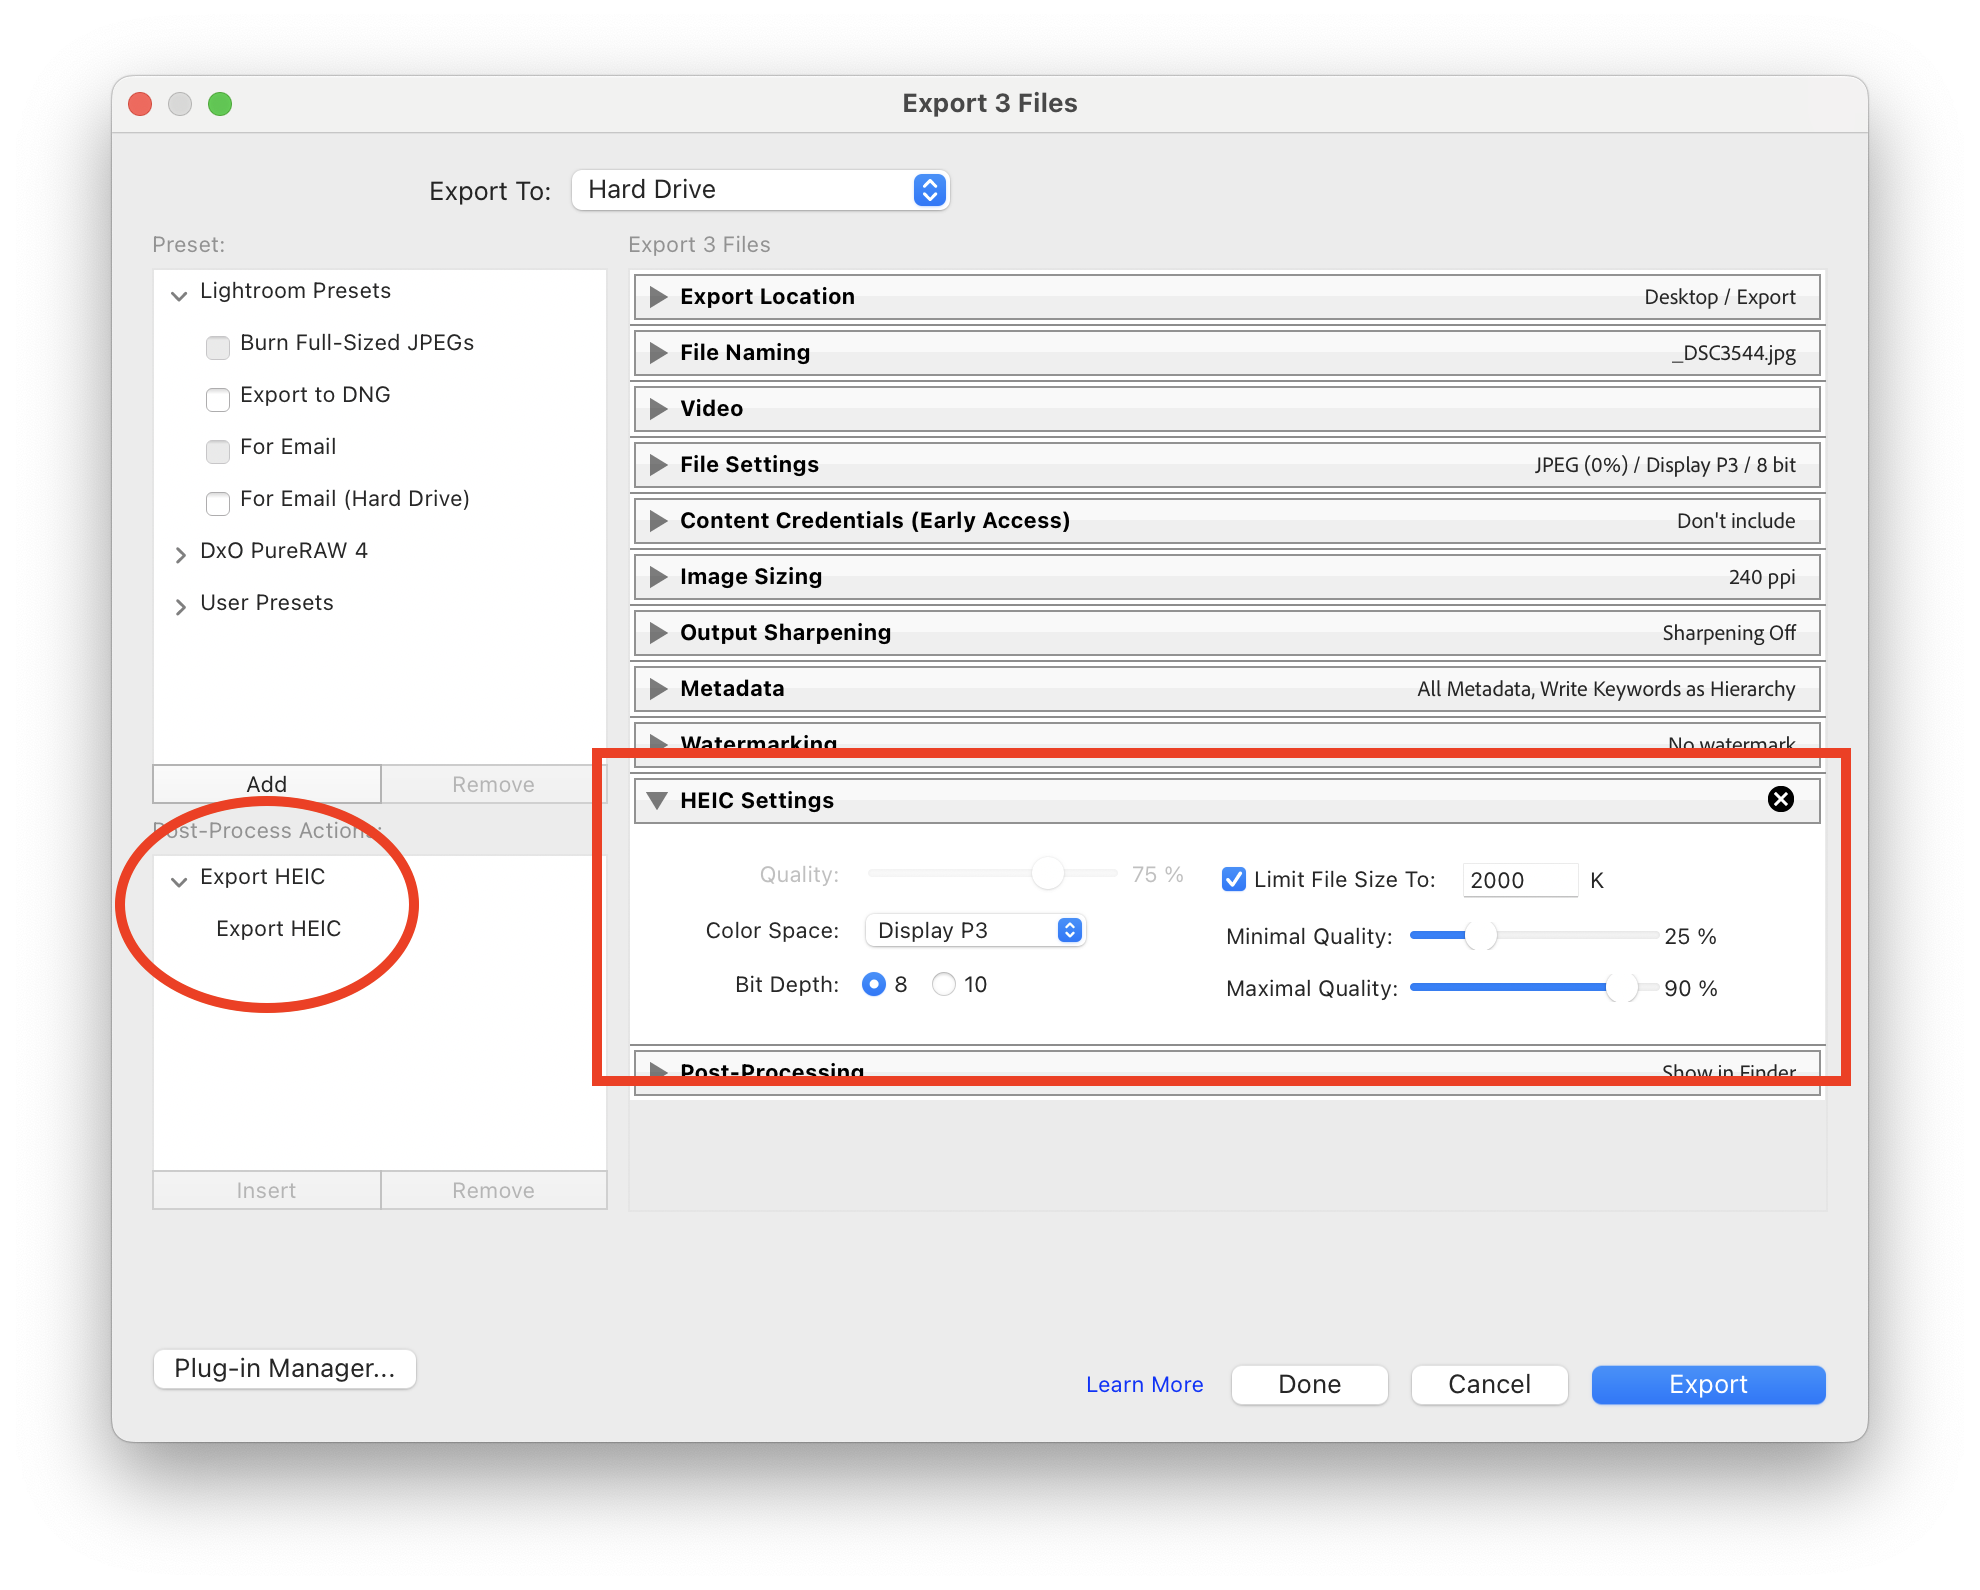 Export 3 Files
Export To: Hard Drive
Preset:
Lightroom Presets
Burn Full-Sized JPEGs
Export to DNG
For Email
For Email (Hard Drive)
DxO PureRAW 4
User Presets
Add Remove
Post-Process Actions:
Export HEIC
Export HEIC
Insert Remove
Export 3 Files
Export Location Desktop / Export
File Naming _DSC3544.jpg
Video
File Settings JPEG (0%) / Display P3 / 8 bit
Content Credentials (Early Access) Don't include
Image Sizing 240 ppi
Output Sharpening Sharpening Off
Metadata All Metadata, Write Keywords as Hierarchy
Watermarking No watermark
HEIC Settings
Quality: 75 % Limit File Size To: 2000 K
Color Space: Display P3 Minimal Quality: 25 %
Bit Depth: 8 10 Maximal Quality: 90 %
Post-Processing Show in Finder
Plug-in Manager... Learn More Done Cancel Export